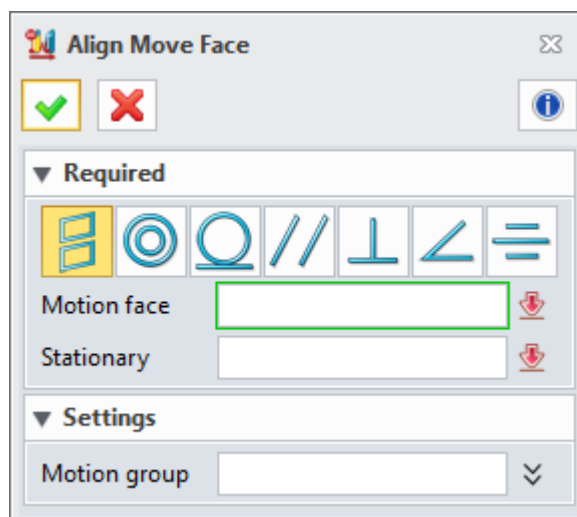 Align Move Face
Required
Motion face
Stationary
Settings
Motion group